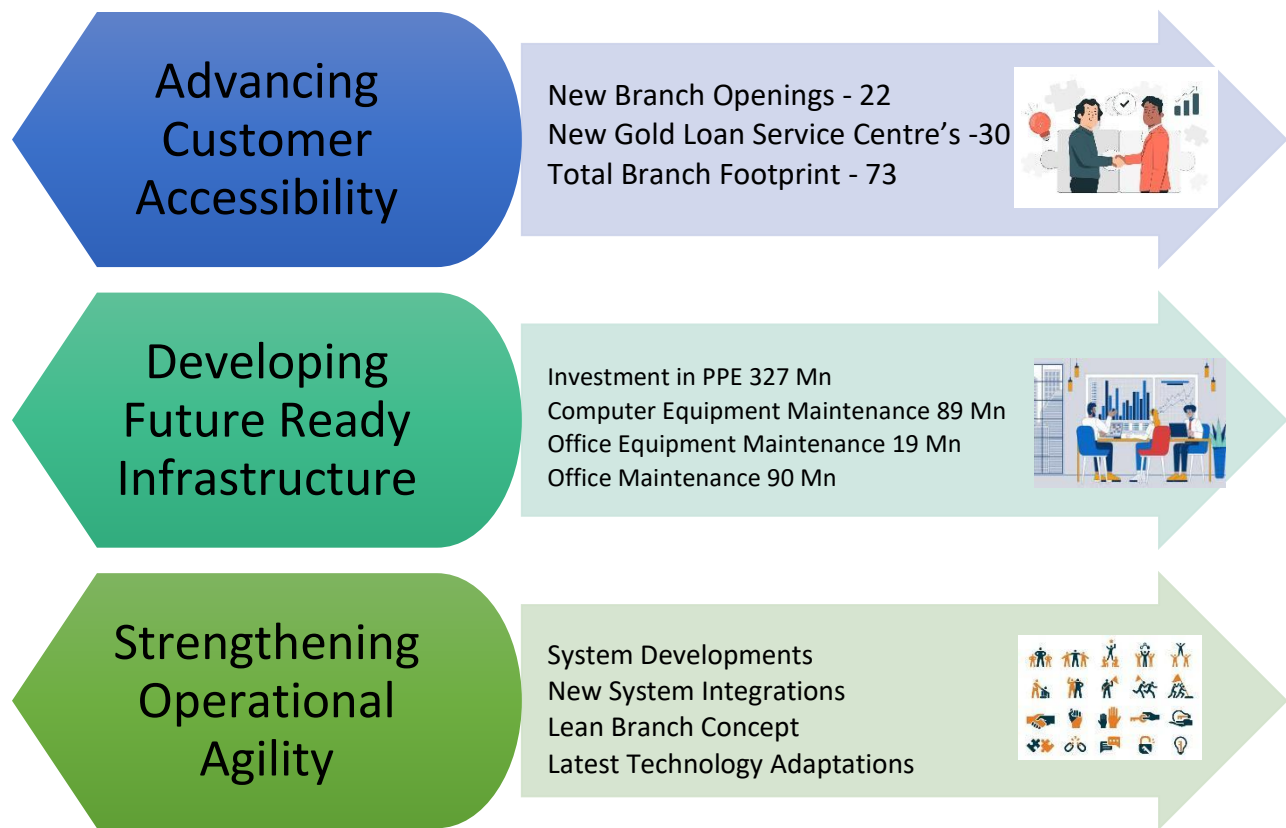 Advancing
Customer
Accessibility
New Branch Openings - 22
New Gold Loan Service Centre’s -30
Total Branch Footprint - 73
Developing
Future Ready
Infrastructure
Investment in PPE 327 Mn
Computer Equipment Maintenance 89 Mn
Office Equipment Maintenance 19 Mn
Office Maintenance 90 Mn
Strengthening
Operational
Agility
System Developments
New System Integrations
Lean Branch Concept
Latest Technology Adaptations